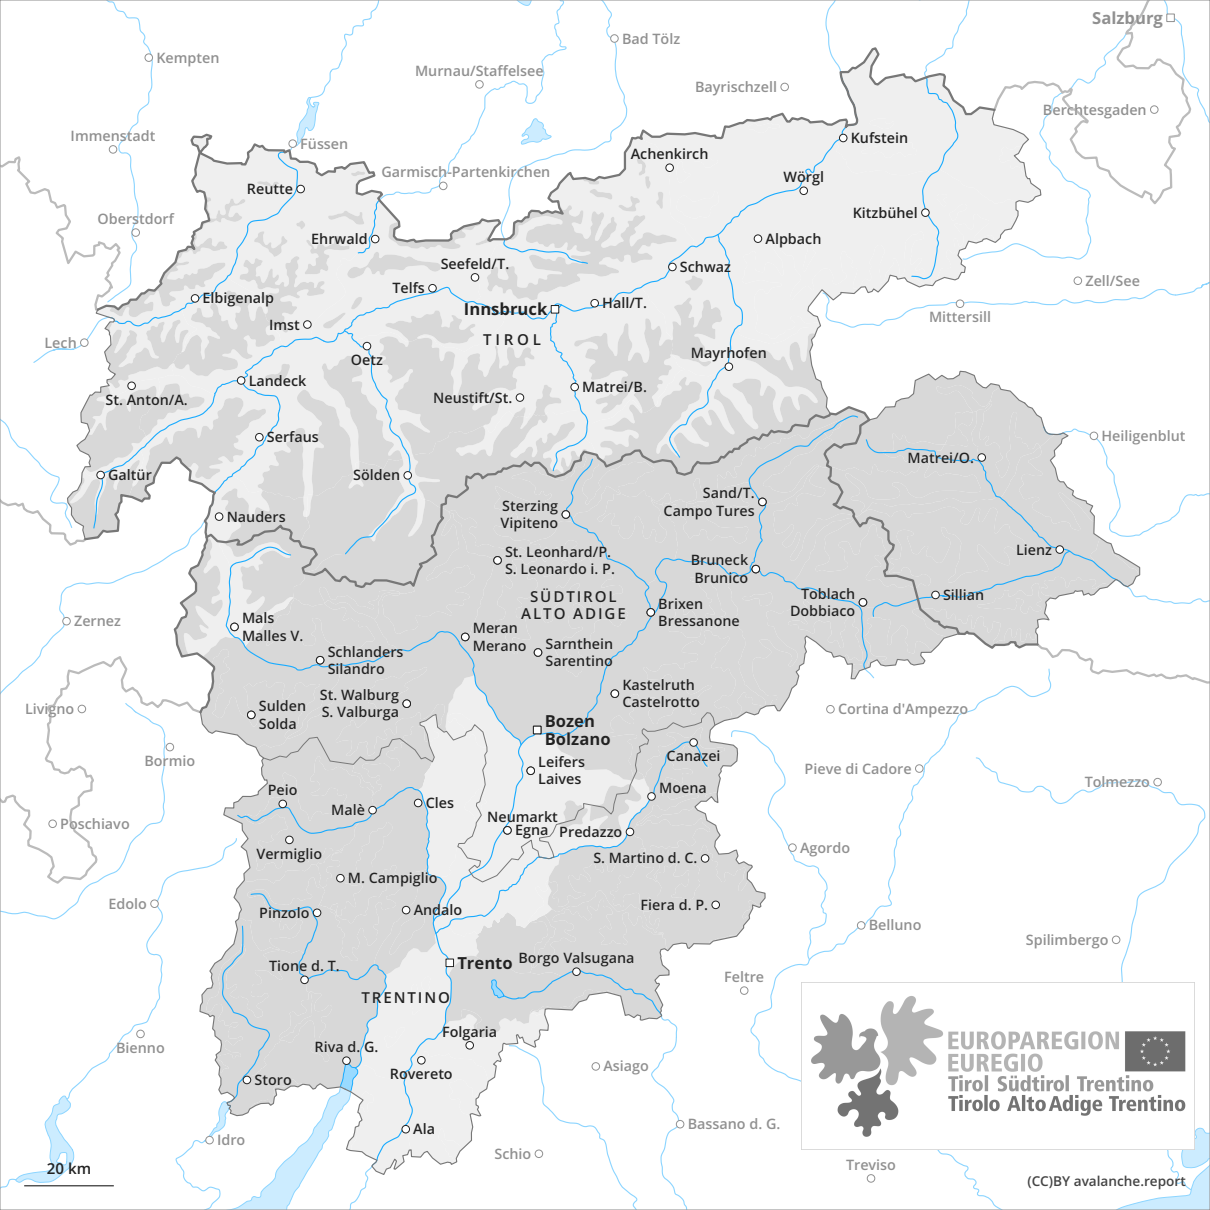 Salzburg
Kempten
Bad Tölz
Murnau/Staffelsee
Bayrischzell
Berchtesgaden
Immenstadt
Füssen
Kufstein
Achenkirch
Garmisch-Partenkirchen
Reutte
Wörgl
Oberstdorf
Kitzbühel
Ehrwald
Alpbach
Seefeld/T.
Schwaz
Zell/See
Telfs
Elbigenalp
Innsbruck
Hall/T.
Mittersill
Imst
TIROL
Lech
Oetz
Mayrhofen
Landeck
Matrei/B.
St. Anton/A.
Neustift/St.
Serfaus
Heiligenblut
Matrei/O.
Galtür
Sölden
Sand/T.
Campo Tures
Sterzing
Vipiteno
Nauders
St. Leonhard/P.
S. Leonardo i. P.
Lienz
Bruneck
Brunico
SÜDTIROL
ALTO ADIGE
Toblach
Dobbiaco
Sillian
Brixen
Bressanone
Zernez
Mals
Malles V.
Meran
Merano
Sarnthein
Sarentino
Schlanders
Silandro
Kastelruth
Castelrotto
St. Walburg
S. Valburga
Livigno
Sulden
Solda
Cortina d'Ampezzo
Bozen
Bolzano
Bormio
Canazei
Leifers
Laives
Pieve di Cadore
Tolmezzo
Peio
Moena
Malè
Cles
Neumarkt
Egna
Predazzo
Poschiavo
Vermiglio
Agordo
S. Martino d. C.
M. Campiglio
Edolo
Pinzolo
Andalo
Fiera d. P.
Belluno
Spilimbergo
Trento
Borgo Valsugana
Tione d. T.
Feltre
TRENTINO
Folgaria
Bienno
Riva d. G.
Rovereto
Asiago
Storo
EUROPAREGION
EUREGIO
Tirol Südtirol Trentino
Tirolo Alto Adige Trentino
Idro
Ala
Bassano d. G.
Schio
Treviso
20 km
(CC)BY avalanche.report